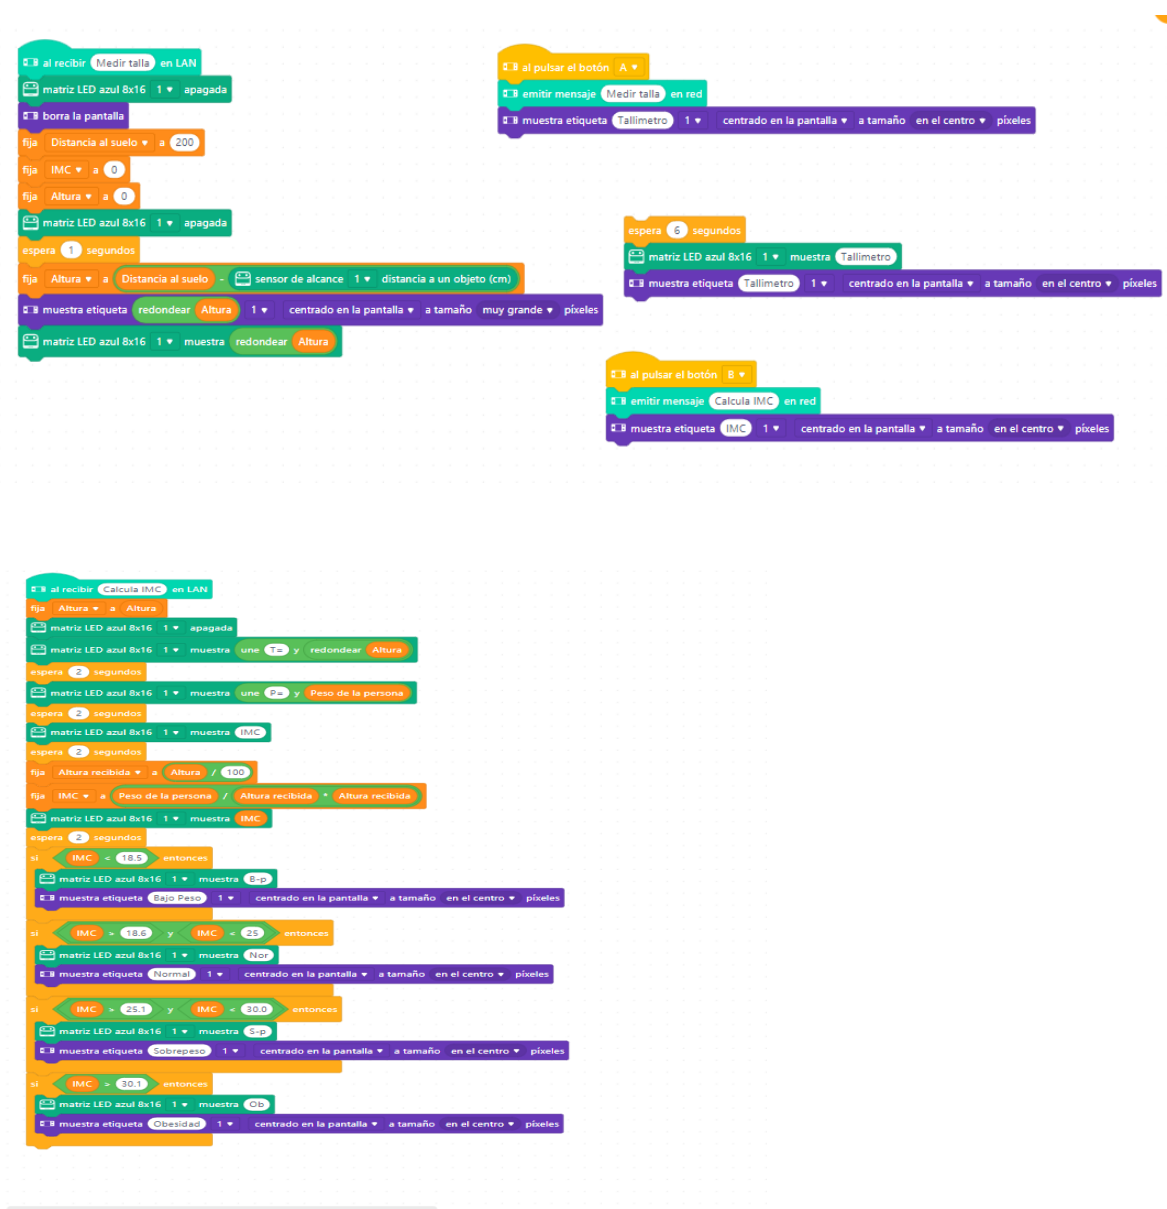 al recibir Medir talla en LAN
matriz LED azul 8x16 1 apagada
borra la pantalla
fija Distancia al suelo a 200
fija IMC a 0
fija Altura a 0
matriz LED azul 8x16 1 apagada
espera 1 segundos
fija Altura a Distancia al suelo - sensor de alcance 1 distancia a un objeto (cm)
muestra etiqueta redondear Altura 1 centrado en la pantalla a tamaño muy grande píxeles
matriz LED azul 8x16 1 muestra redondear Altura
al pulsar el botón A
emitir mensaje Medir talla en red
muestra etiqueta Tallimetro 1 centrado en la pantalla a tamaño en el centro píxeles
espera 6 segundos
matriz LED azul 8x16 1 muestra Tallimetro
muestra etiqueta Tallimetro 1 centrado en la pantalla a tamaño en el centro píxeles
al pulsar el botón B
emitir mensaje Calcula IMC en red
muestra etiqueta IMC 1 centrado en la pantalla a tamaño en el centro píxeles
al recibir Calcula IMC en LAN
fija Altura a Altura
matriz LED azul 8x16 1 apagada
matriz LED azul 8x16 1 muestra une T= y redondear Altura
espera 2 segundos
matriz LED azul 8x16 1 muestra une P= y Peso de la persona
espera 2 segundos
matriz LED azul 8x16 1 muestra IMC
espera 2 segundos
fija Altura recibida a Altura / 100
fija IMC a Peso de la persona / Altura recibida * Altura recibida
matriz LED azul 8x16 1 muestra IMC
espera 2 segundos
si IMC < 18.5 entonces
matriz LED azul 8x16 1 muestra B-p
muestra etiqueta Bajo Peso 1 centrado en la pantalla a tamaño en el centro píxeles
si IMC > 18.6 y IMC < 25 entonces
matriz LED azul 8x16 1 muestra Nor
muestra etiqueta Normal 1 centrado en la pantalla a tamaño en el centro píxeles
si IMC > 25.1 y IMC < 30.0 entonces
matriz LED azul 8x16 1 muestra S-p
muestra etiqueta Sobrepeso 1 centrado en la pantalla a tamaño en el centro píxeles
si IMC > 30.1 entonces
matriz LED azul 8x16 1 muestra Ob
muestra etiqueta Obesidad 1 centrado en la pantalla a tamaño en el centro píxeles